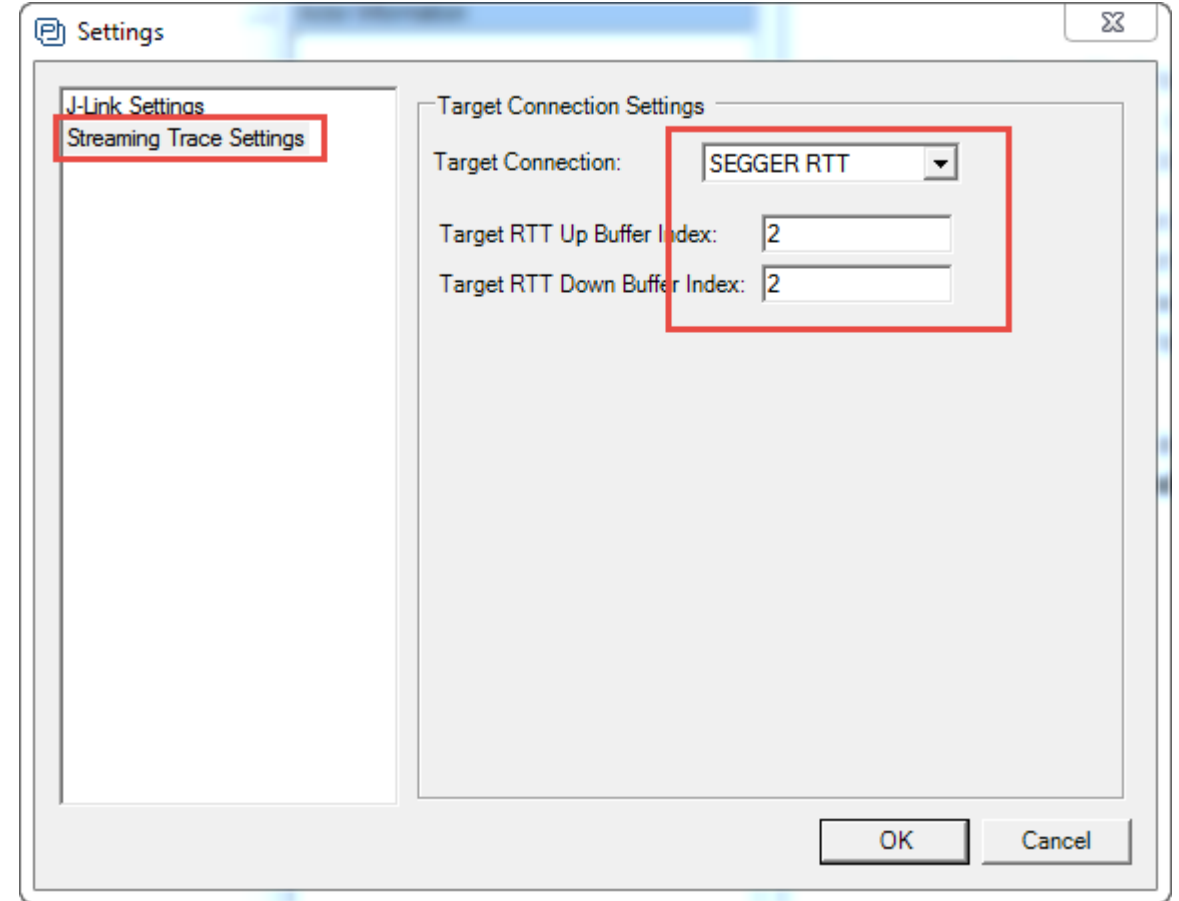 Settings
J-Link Settings
Streaming Trace Settings
Target Connection Settings
Target Connection: SEGGER RTT
Target RTT Up Buffer Index: 2
Target RTT Down Buffer Index: 2
OK Cancel